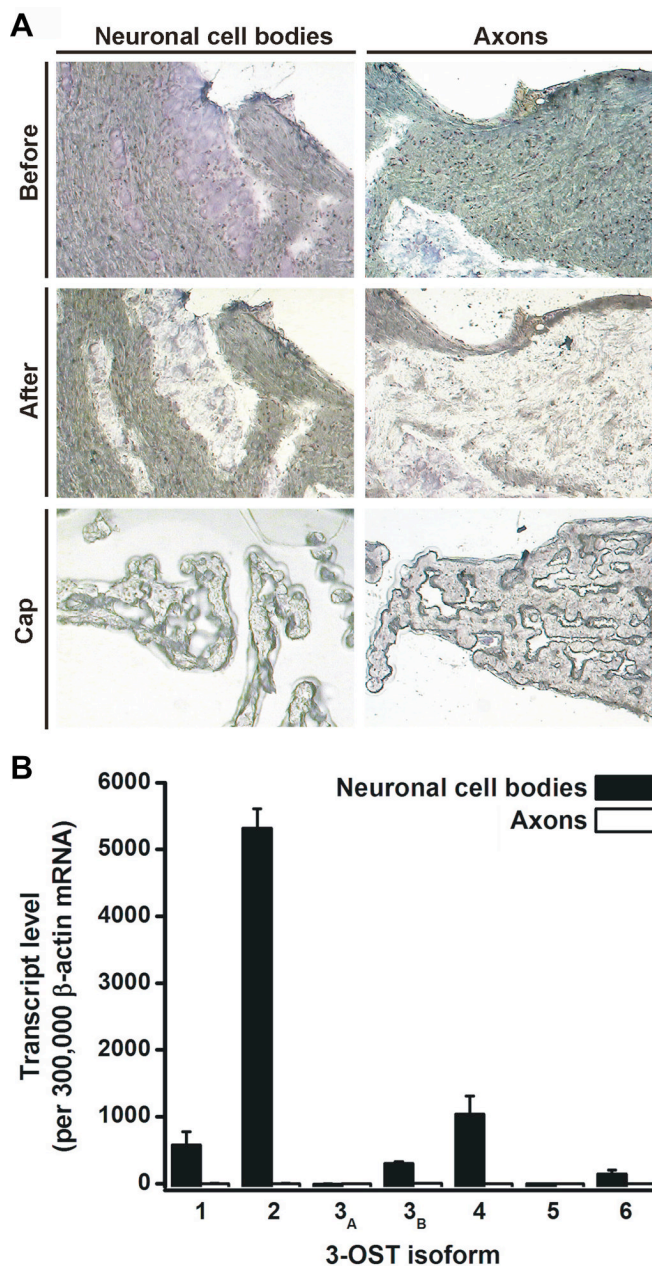 A
Neuronal cell bodies
Axons
Before
After
Cap
B
Neuronal cell bodies
Axons
Transcript level
(per 300,000 β-actin mRNA)
6000
5000
4000
3000
2000
1000
0
1 2 3A 3B 4 5 6
3-OST isoform